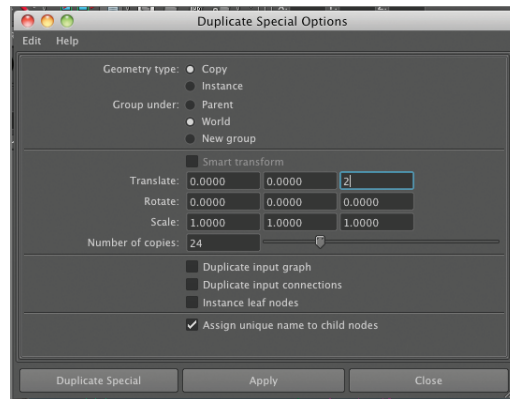 Duplicate Special Options
Edit Help
Geometry type: Copy
Instance
Group under: Parent
World
New group
Smart transform
Translate: 0.0000 0.0000 2
Rotate: 0.0000 0.0000 0.0000
Scale: 1.0000 1.0000 1.0000
Number of copies: 24
Duplicate input graph
Duplicate input connections
Instance leaf nodes
Assign unique name to child nodes
Duplicate Special Apply Close